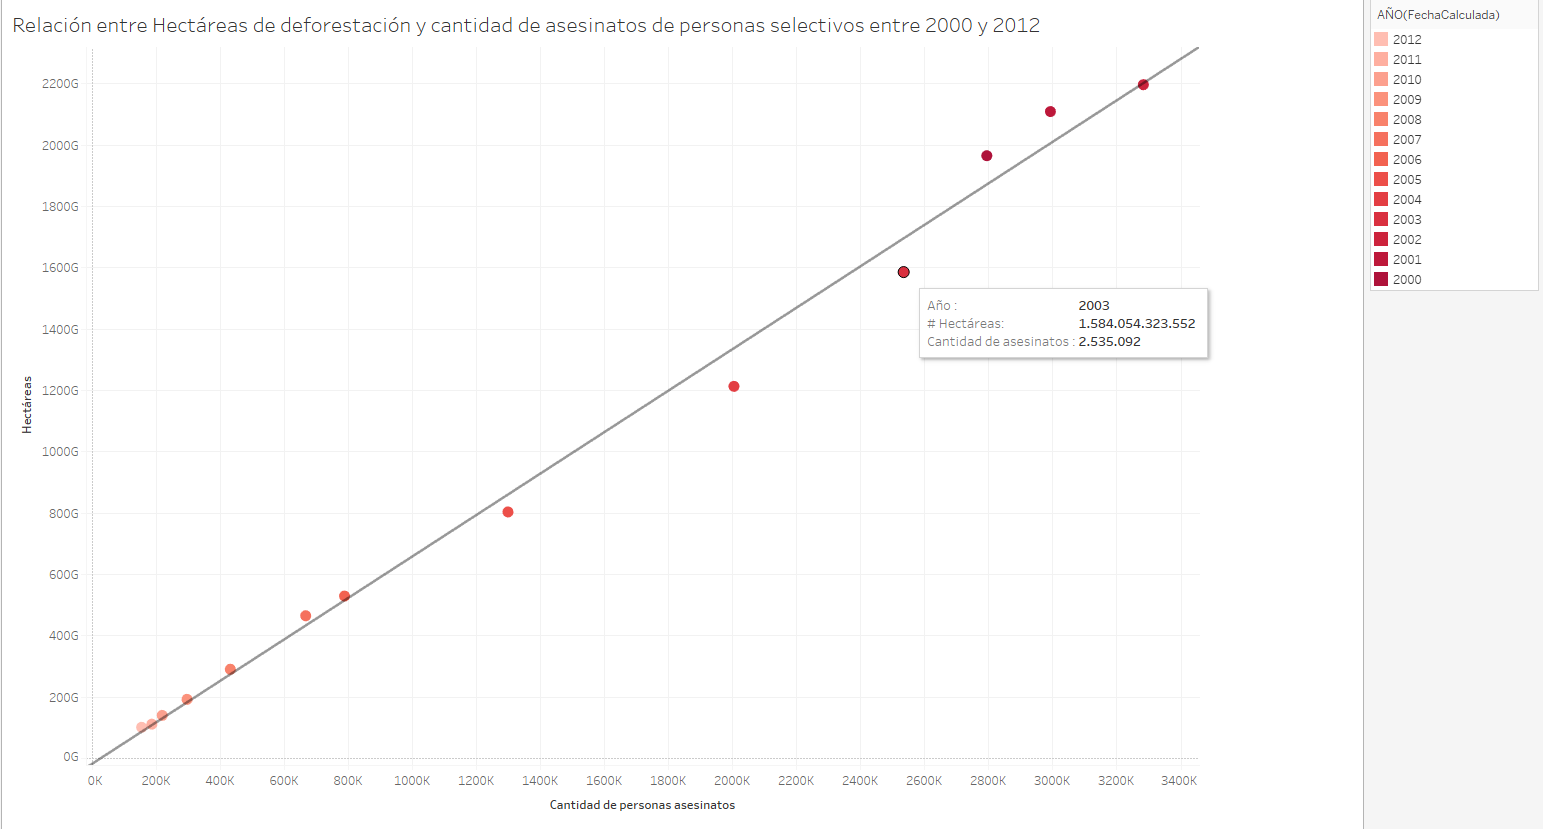 Relación entre Hectáreas de deforestación y cantidad de asesinatos de personas selectivos entre 2000 y 2012
2200G
2000G
1800G
1600G
1400G
1200G
1000G
800G
600G
400G
200G
0G
Hectáreas
0K 200K 400K 600K 800K 1000K 1200K 1400K 1600K 1800K 2000K 2200K 2400K 2600K 2800K 3000K 3200K 3400K
Cantidad de personas asesinatos
Año : 2003
# Hectáreas: 1.584.054.323.552
Cantidad de asesinatos : 2.535.092
AÑO(FechaCalculada)
2012
2011
2010
2009
2008
2007
2006
2005
2004
2003
2002
2001
2000